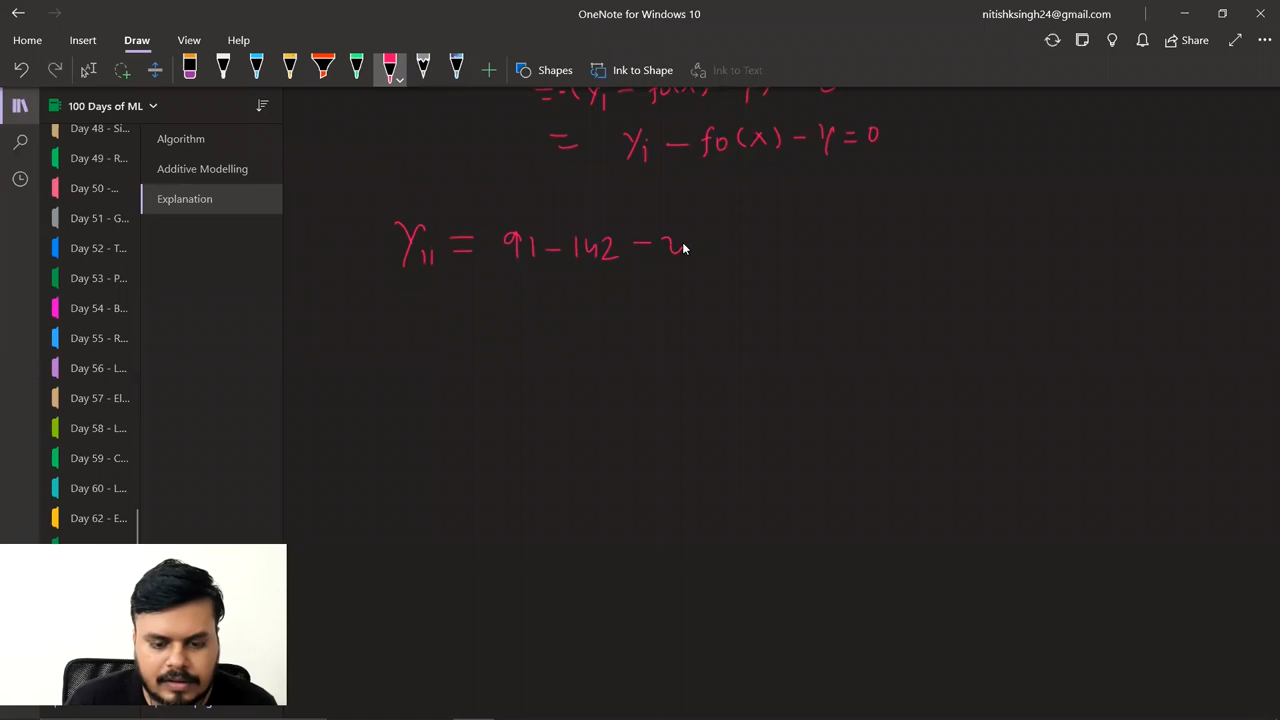 OneNote for Windows 10
nitishksingh24@gmail.com
Home Insert Draw View Help
Share
Shapes Ink to Shape Ink to Text
100 Days of ML
Day 48 - Si...
Day 49 - R...
Day 50 -...
Day 51 - G...
Day 52 - T...
Day 53 - P...
Day 54 - B...
Day 55 - R...
Day 56 - L...
Day 57 - El...
Day 58 - L...
Day 59 - C...
Day 60 - L...
Day 62 - E...
Algorithm
Additive Modelling
Explanation
= yi - f0(x) - γ = 0
γ11 = 91 - 142 -